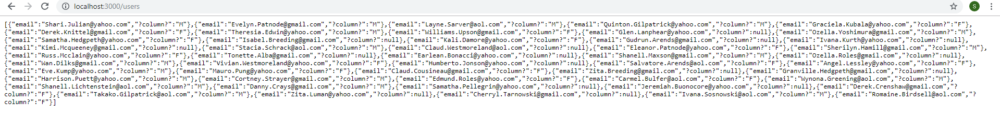 localhost:3000/users
S
[{"email":"Shari.Julian@yahoo.com","?column?":"M"},{"email":"Evelyn.Patnode@gmail.com","?column?":"M"},{"email":"Layne.Sarver@aol.com","?column?":"M"},{"email":"Quinton.Gilpatrick@yahoo.com","?column?":"M"},{"email":"Graciela.Kubala@yahoo.com","?column?":"F"},
{"email":"Derek.Knittel@gmail.com","?column?":"F"},{"email":"Theresia.Edwin@yahoo.com","?column?":"M"},{"email":"Williams.Upson@gmail.com","?column?":"F"},{"email":"Glen.Lanphear@yahoo.com","?column?":null},{"email":"Ozella.Yoshimura@gmail.com","?column?":"M"},
{"email":"Samatha.Hedgpeth@yahoo.com","?column?":"F"},{"email":"Isabel.Breeding@gmail.com","?column?":null},{"email":"Kali.Damore@yahoo.com","?column?":"F"},{"email":"Gudrun.Arends@gmail.com","?column?":"M"},{"email":"Ivana.Kurth@yahoo.com","?column?":null},
{"email":"Kimi.Mcqueeney@gmail.com","?column?":null},{"email":"Stacia.Schrack@aol.com","?column?":"M"},{"email":"Claud.Westmoreland@aol.com","?column?":null},{"email":"Eleanor.Patnode@yahoo.com","?column?":"F"},{"email":"Sherilyn.Hamill@gmail.com","?column?":"M"},
{"email":"Russ.Mcclain@yahoo.com","?column?":"F"},{"email":"Tonette.Alba@gmail.com","?column?":null},{"email":"Earlean.Bonacci@yahoo.com","?column?":null},{"email":"Shanell.Maxson@gmail.com","?column?":"M"},{"email":"Ozella.Roles@gmail.com","?column?":null},
{"email":"Wan.Dilks@gmail.com","?column?":"M"},{"email":"Vivian.Westmoreland@yahoo.com","?column?":"F"},{"email":"Humberto.Jonson@yahoo.com","?column?":null},{"email":"Salvatore.Arends@aol.com","?column?":"F"},{"email":"Angel.Lessley@yahoo.com","?column?":"F"},
{"email":"Eve.Kump@yahoo.com","?column?":"M"},{"email":"Mauro.Pung@yahoo.com","?column?":"F"},{"email":"Claud.Cousineau@gmail.com","?column?":"F"},{"email":"Zita.Breeding@gmail.com","?column?":null},{"email":"Granville.Hedgpeth@gmail.com","?column?":null},
{"email":"Harrison.Puett@yahoo.com","?column?":"M"},{"email":"Cortney.Strayer@gmail.com","?column?":"M"},{"email":"Edmund.Roles@yahoo.com","?column?":"F"},{"email":"Carmel.Bulfer@aol.com","?column?":"F"},{"email":"Wynona.Greening@aol.com","?column?":"M"},
{"email":"Shanell.Lichtenstein@aol.com","?column?":"M"},{"email":"Danny.Crays@gmail.com","?column?":"M"},{"email":"Samatha.Pellegrin@yahoo.com","?column?":null},{"email":"Jeremiah.Buonocore@yahoo.com","?column?":null},{"email":"Derek.Crenshaw@gmail.com","?
column?":"F"},{"email":"Takako.Gilpatrick@aol.com","?column?":"M"},{"email":"Zita.Luman@yahoo.com","?column?":null},{"email":"Cherryl.Tarnowski@gmail.com","?column?":null},{"email":"Ivana.Sosnowski@aol.com","?column?":"M"},{"email":"Romaine.Birdsell@aol.com","?
column?":"F"}]